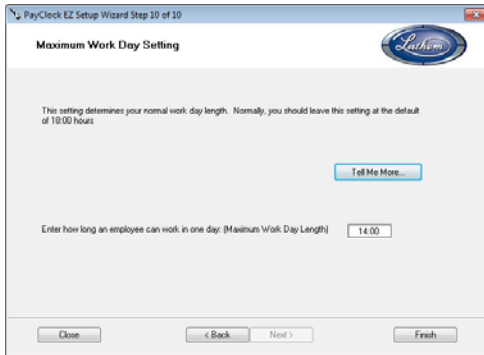 PayClock EZ Setup Wizard Step 10 of 10
Maximum Work Day Setting
Lathem
This setting determines your normal work day length. Normally, you should leave this setting at the default
of 18:00 hours
Tell Me More...
Enter how long an employee can work in one day: (Maximum Work Day Length) 14:00
Close < Back Next > Finish